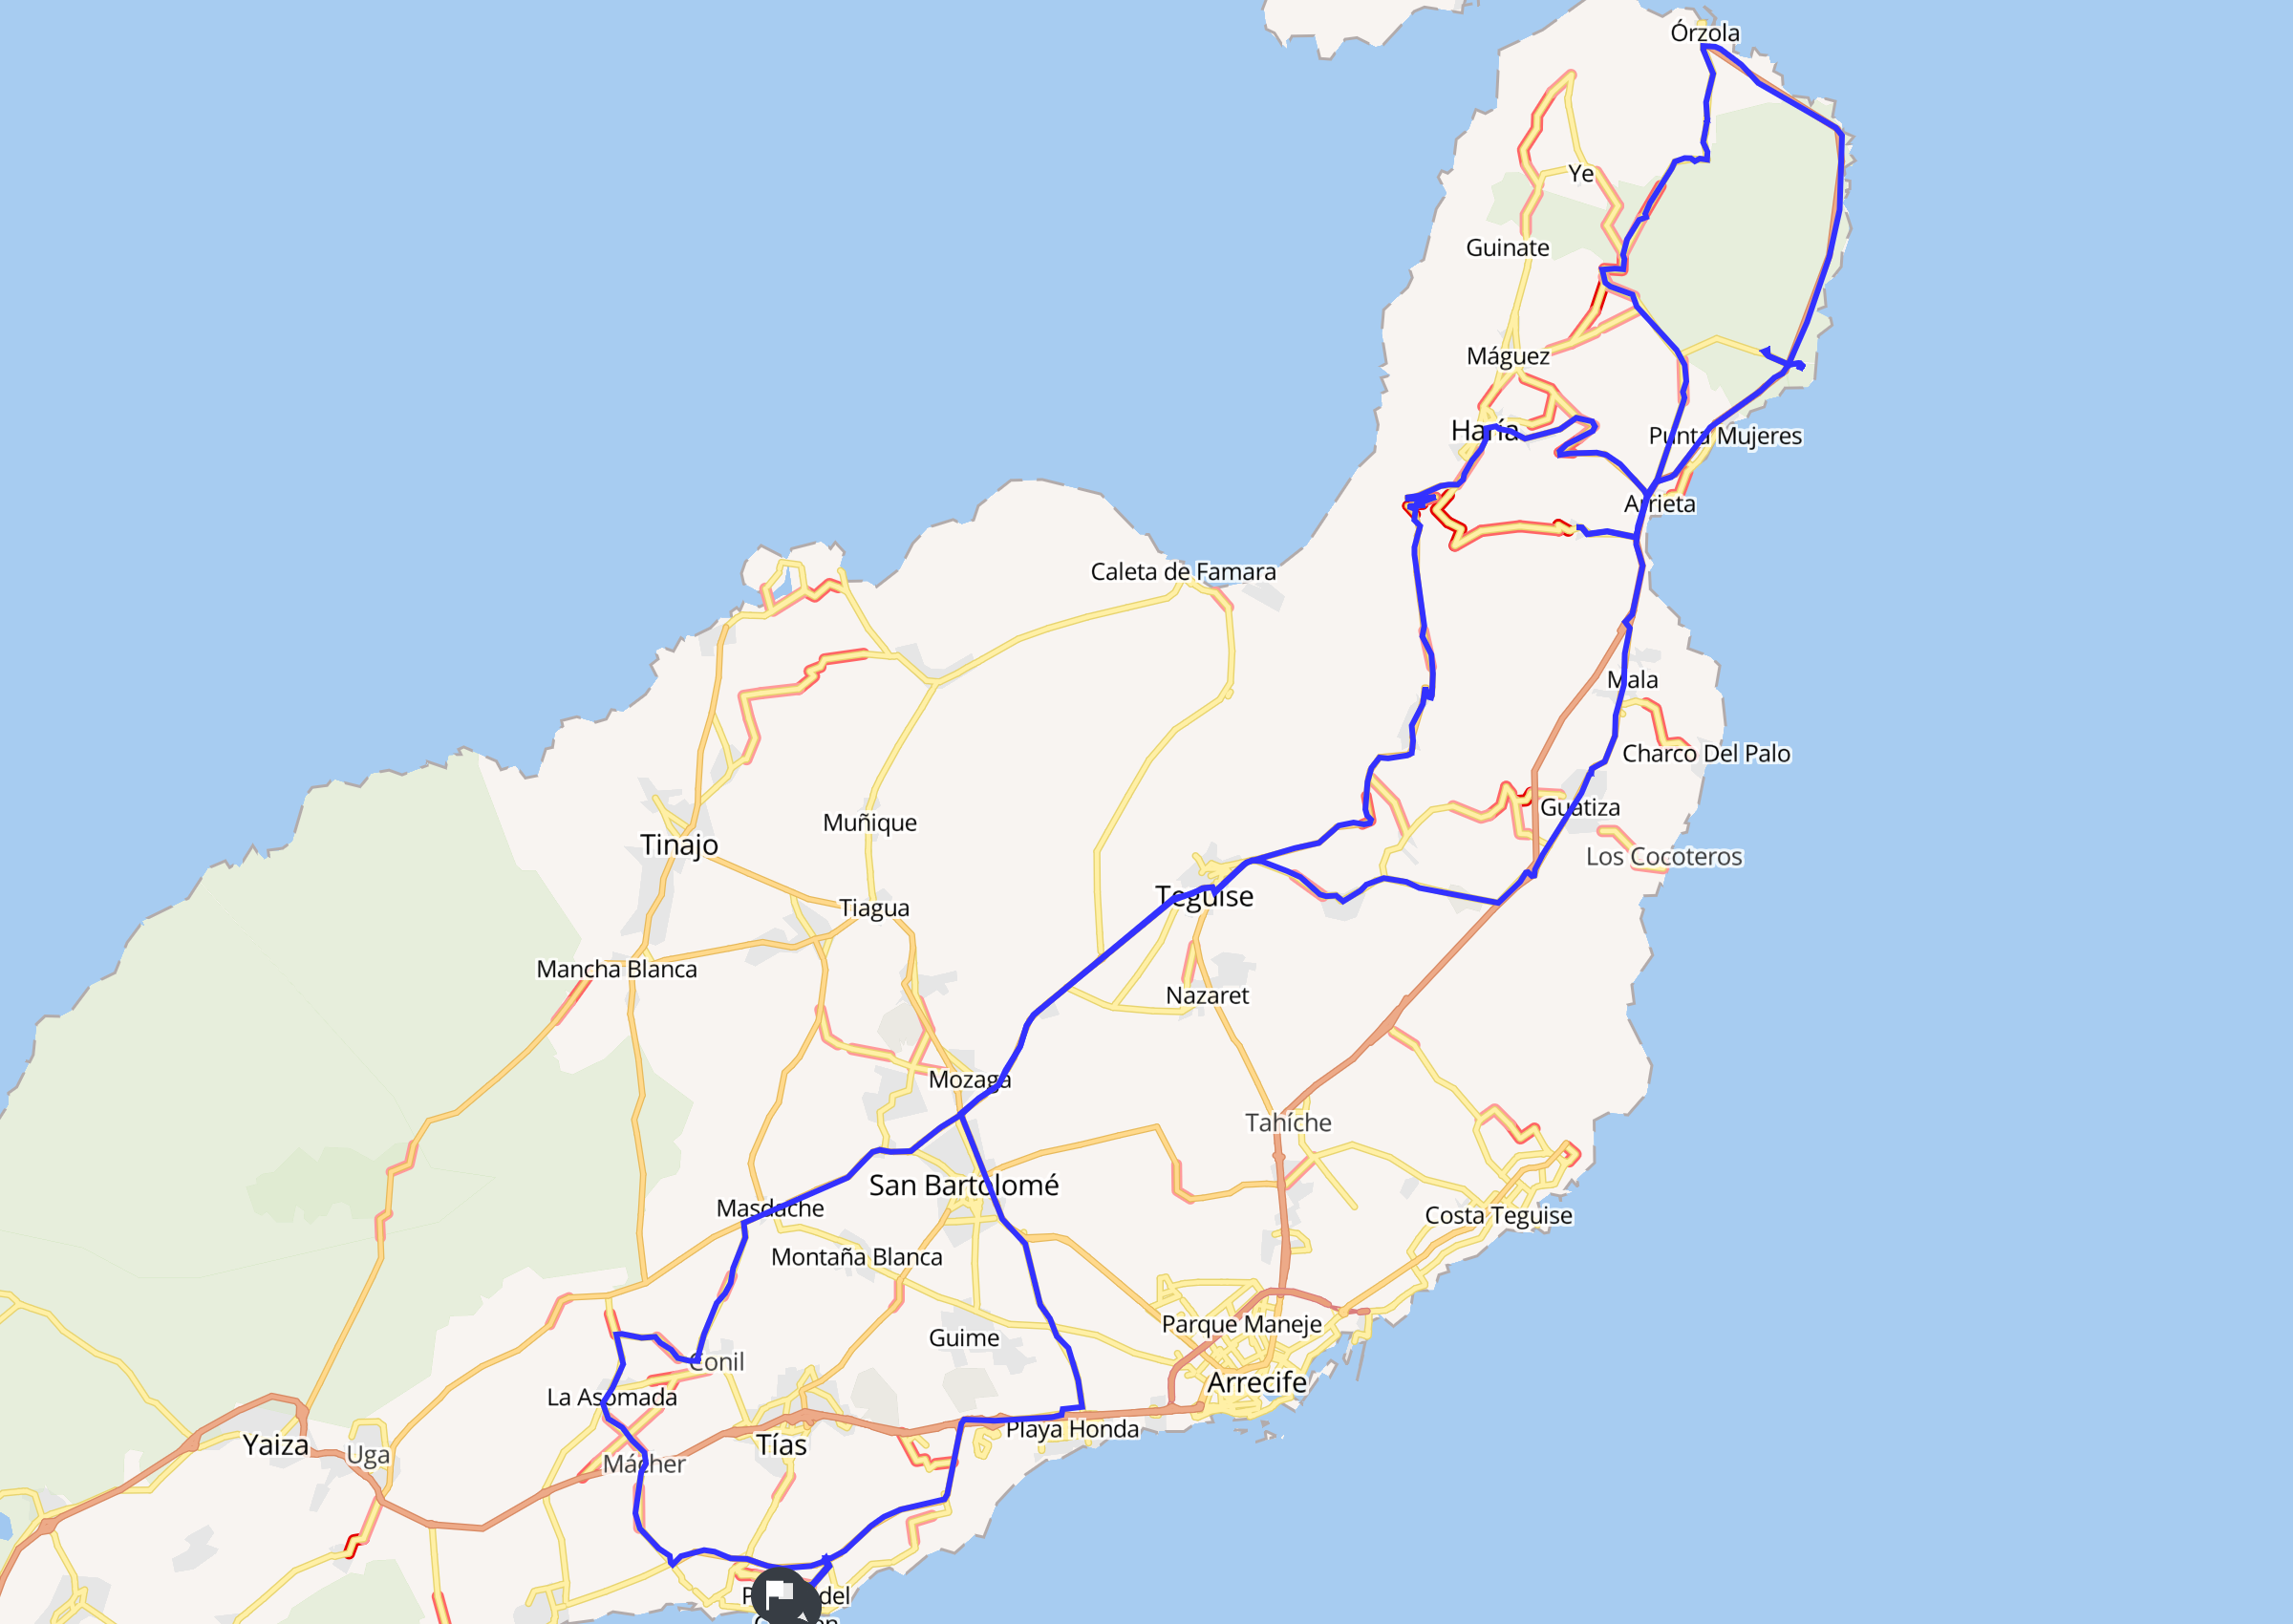 Órzola
Ye
Guinate
Máguez
Haría
Punta Mujeres
Arrieta
Caleta de Famara
Mala
Charco Del Palo
Guatiza
Muñique
Tinajo
Los Cocoteros
Teguise
Tiagua
Mancha Blanca
Nazaret
Mozaga
Tahíche
San Bartolomé
Masdache
Costa Teguise
Montaña Blanca
Parque Maneje
Guime
Conil
Arrecife
La Asomada
Playa Honda
Yaiza
Uga
Tías
Mácher
del